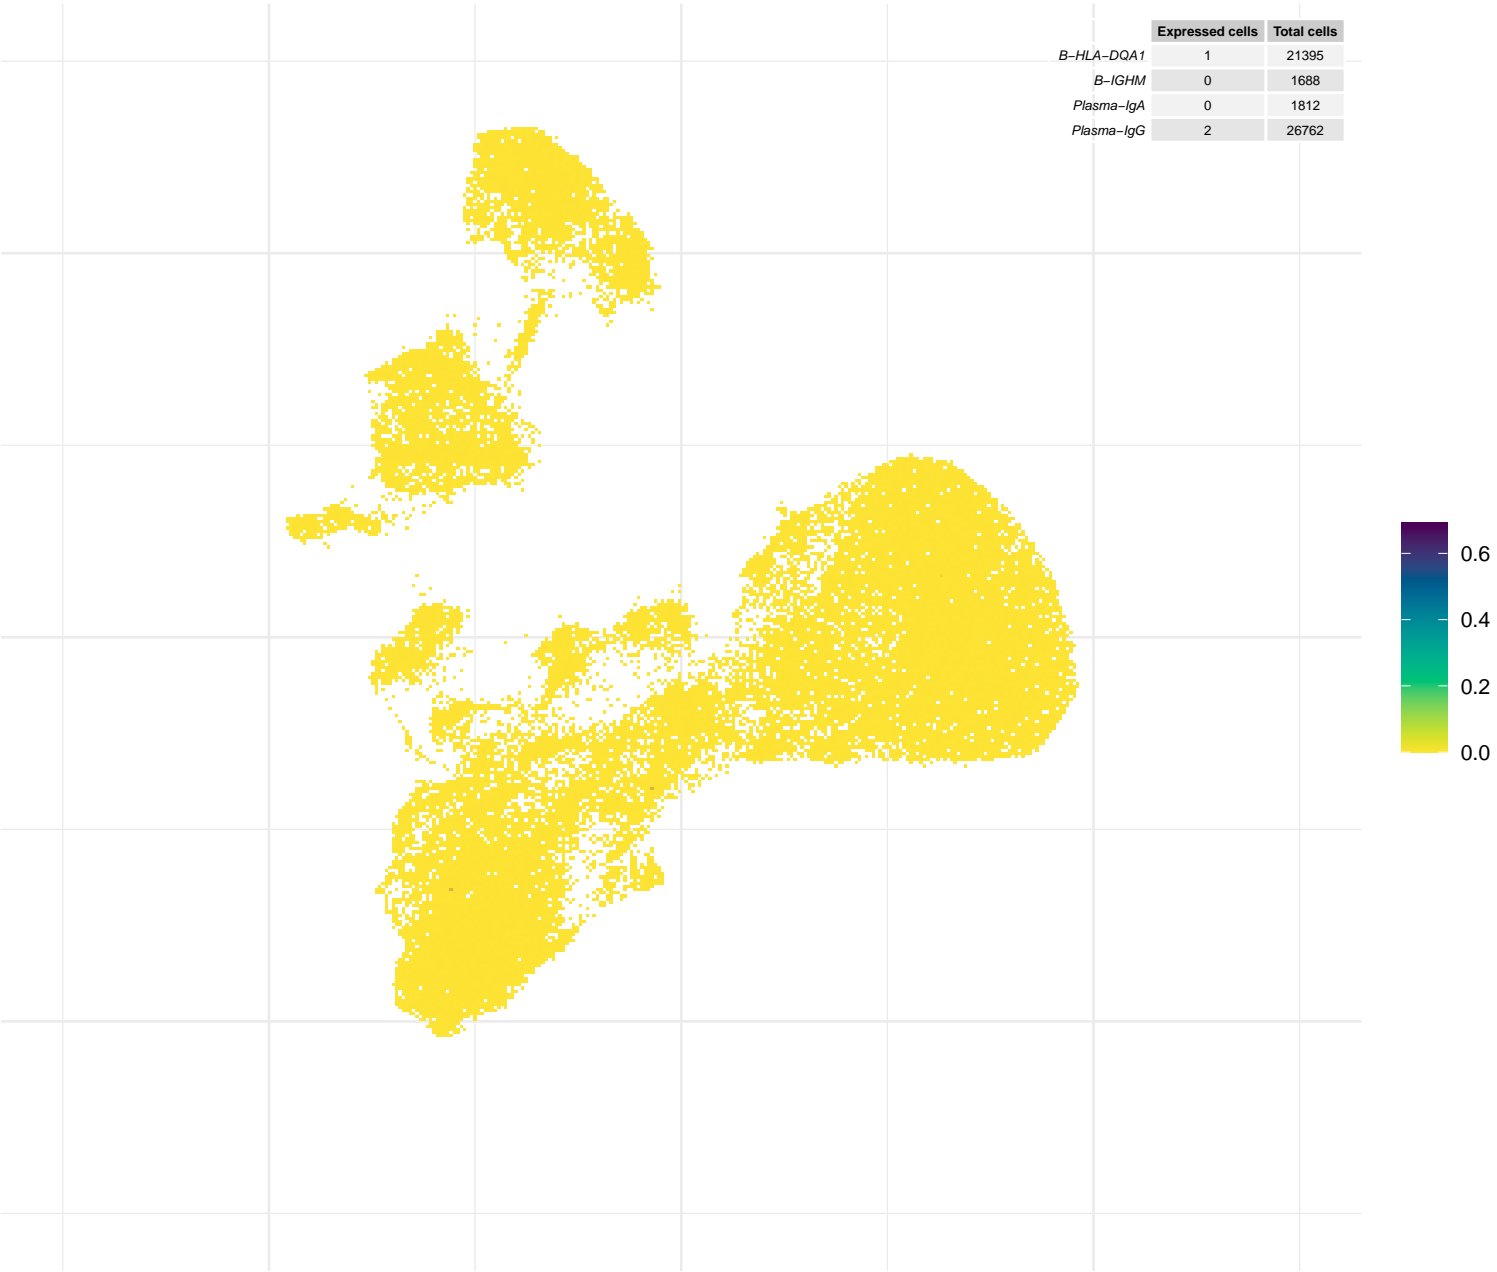 Expressed cells Total cells
B−HLA−DQA1 1 21395
B−IGHM 0 1688
Plasma−IgA 0 1812
Plasma−IgG 2 26762
0.6
0.4
0.2
0.0